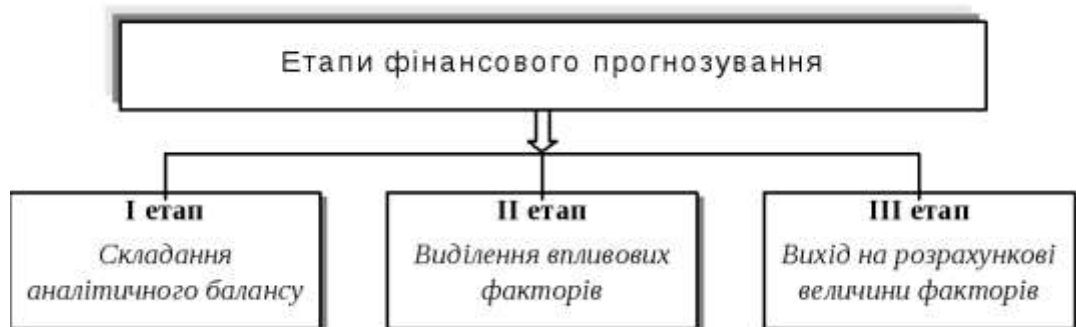 Етапи фінансового прогнозування
I етап
Складання
аналітичного балансу
II етап
Виділення впливових
факторів
III етап
Вихід на розрахункові
величини факторів